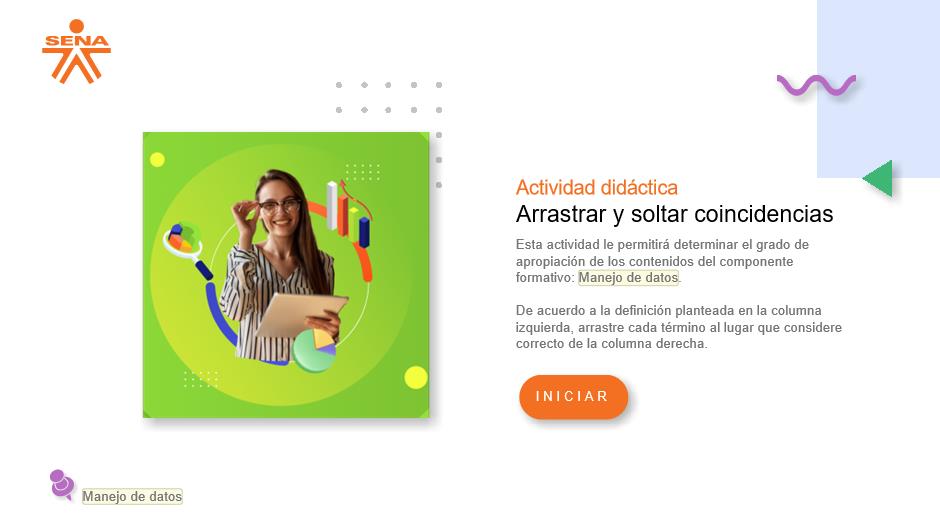 SENA
Actividad didáctica
Arrastrar y soltar coincidencias
Esta actividad le permitirá determinar el grado de
apropiación de los contenidos del componente
formativo: Manejo de datos.
De acuerdo a la definición planteada en la columna
izquierda, arrastre cada término al lugar que considere
correcto de la columna derecha.
INICIAR
Manejo de datos